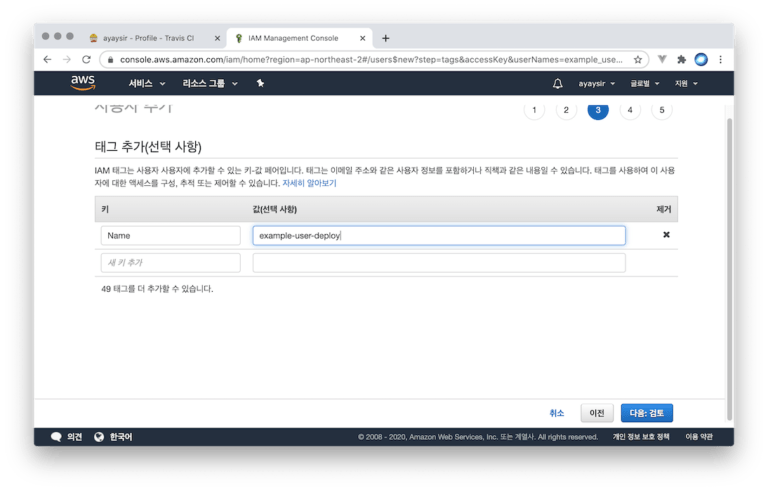 ayaysir - Profile - Travis CI
IAM Management Console
console.aws.amazon.com/iam/home?region=ap-northeast-2#/users$new?step=tags&accessKey&userNames=example_use...
aws 서비스 리소스 그룹 ayaysir 글로벌 지원
사용자 추가 1 2 3 4 5
태그 추가(선택 사항)
IAM 태그는 사용자 사용자에 추가할 수 있는 키-값 페어입니다. 태그는 이메일 주소와 같은 사용자 정보를 포함하거나 직책과 같은 내용일 수 있습니다. 태그를 사용하여 이 사용
자에 대한 액세스를 구성, 추적 또는 제어할 수 있습니다. 자세히 알아보기
키 값(선택 사항) 제거
Name example-user-deploy
새 키 추가
49 태그를 더 추가할 수 있습니다.
취소 이전 다음: 검토
의견 한국어 © 2008 - 2020, Amazon Web Services, Inc. 또는 계열사. All rights reserved. 개인 정보 보호 정책 이용 약관